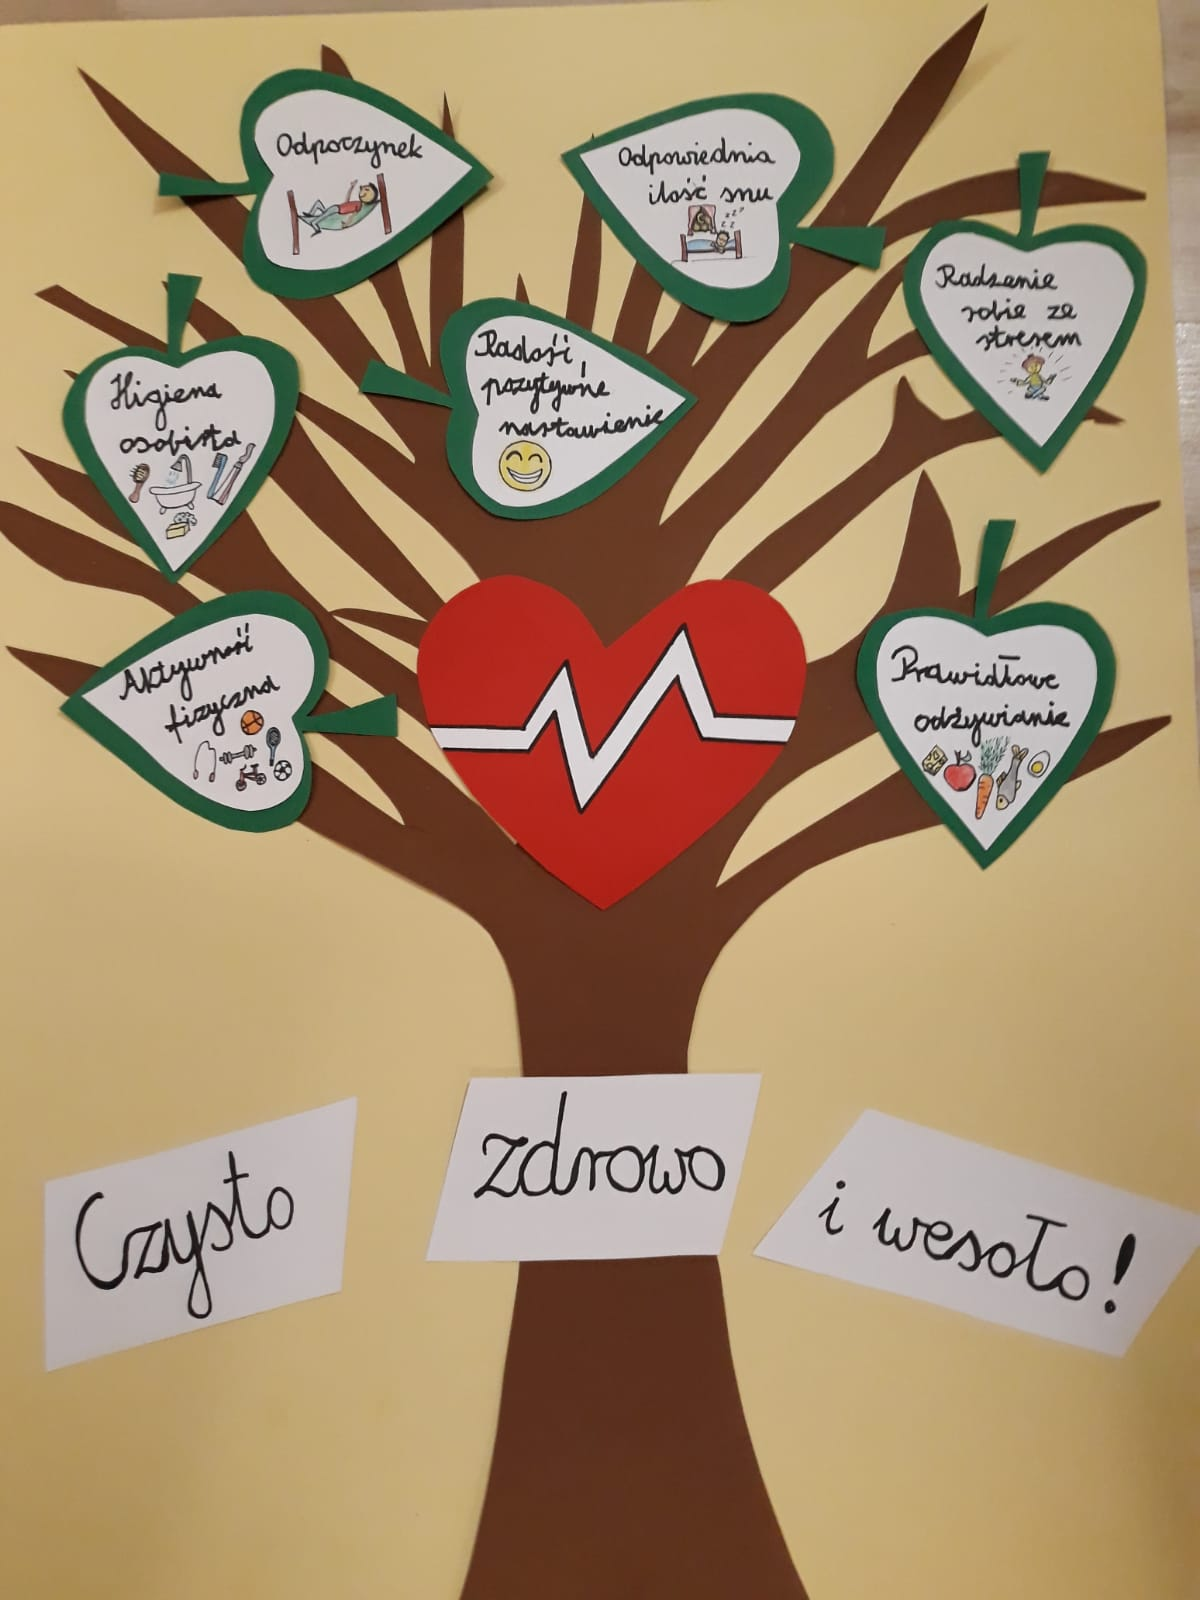 Odpoczynek
Odpowiednia
ilość snu
Radzenie
sobie ze
stresem
Higiena
osobista
Radość,
pozytywne
nastawienie
Aktywność
fizyczna
Prawidłowe
odżywianie
Czysto
zdrowo
i wesoło!